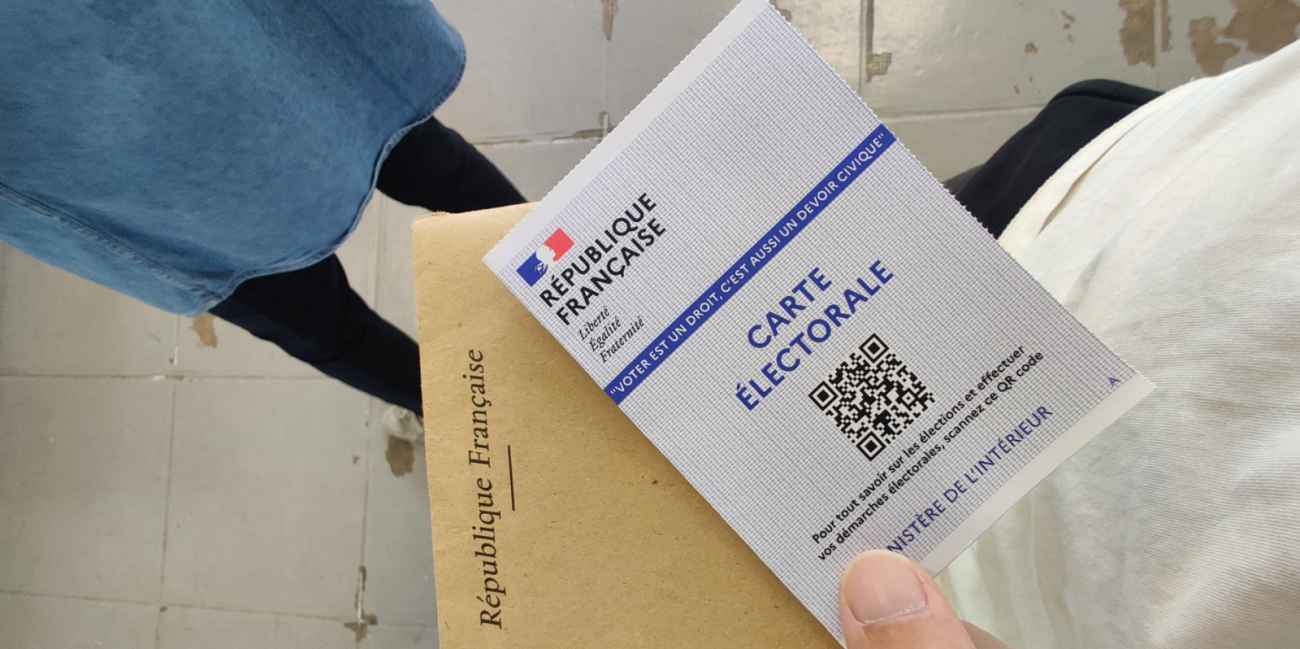 RÉPUBLIQUE
FRANÇAISE
Liberté
Égalité
Fraternité
"VOTER EST UN DROIT, C'EST AUSSI UN DEVOIR CIVIQUE"
CARTE
ÉLECTORALE
Pour tout savoir sur les élections et effectuer
vos démarches électorales, scannez ce QR code
NISTÈRE DE L'INTÉRIEUR
A
République Française